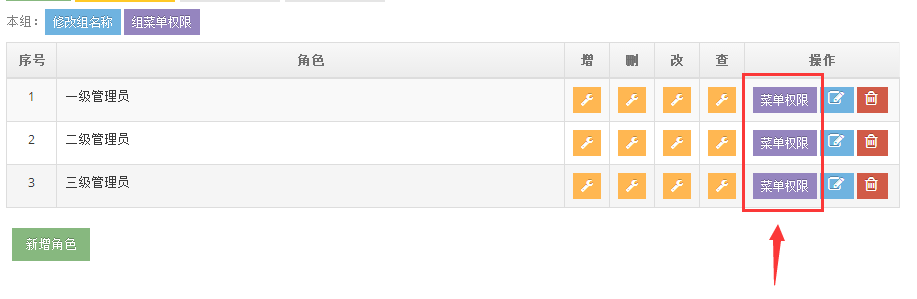 本组： 修改组名称 组菜单权限
序号 角色 增 删 改 查 操作
1 一级管理员 菜单权限
2 二级管理员 菜单权限
3 三级管理员 菜单权限
新增角色